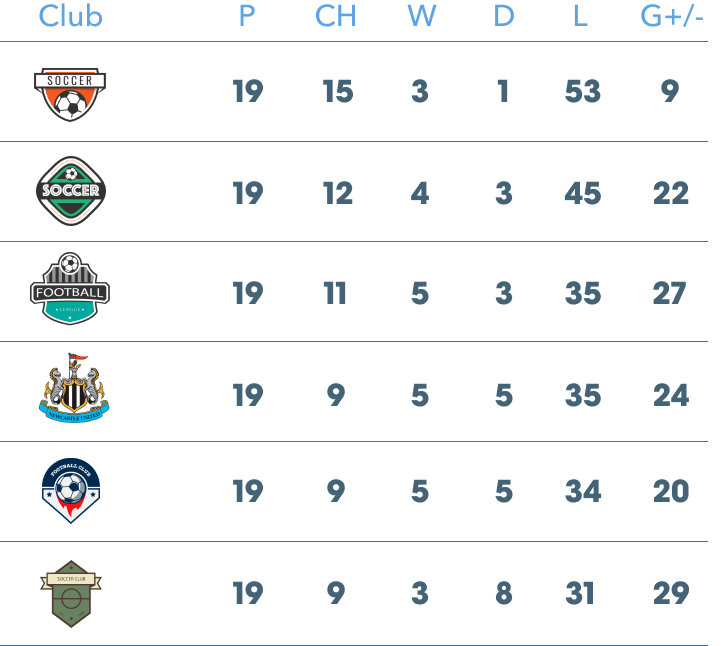 Club P CH W D L G+/-
SOCCER
19 15 3 1 53 9
SOCCER
19 12 4 3 45 22
FOOTBALL
LEAGUE
19 11 5 3 35 27
NEWCASTLE UNITED
19 9 5 5 35 24
FOOTBALL CLUB
19 9 5 5 34 20
SOCCER CLUB
19 9 3 8 31 29